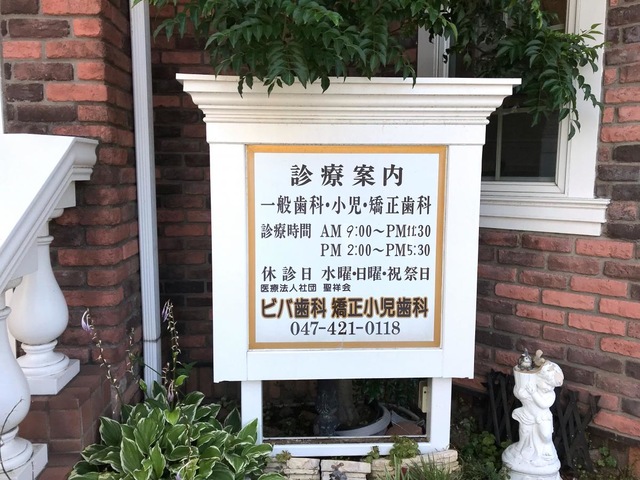 診療案内
一般歯科・小児・矯正歯科
診療時間 AM 9:00〜PM11:30
PM 2:00〜PM5:30
休診日 水曜・日曜・祝祭日
医療法人社団 聖祥会
ビバ歯科 矯正小児歯科
047-421-0118